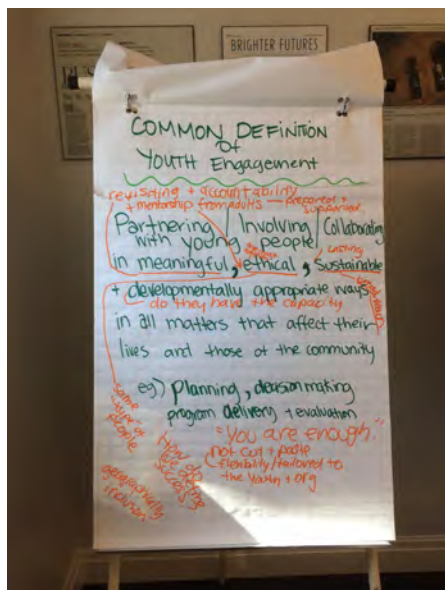 BRIGHTER FUTURES
COMMON DEFINITION
Of
YOUTH Engagement
revisiting + accountability
+ mentorship from adults — prepared + supported
Partnering / Involving / Collaborating
with young people
in meaningful, ethical, Sustainable
lasting
+ developmentally appropriate ways
do they have the capacity
in all matters that affect their
lives and those of the community
eg) Planning, decision making
program delivery + evaluation
"you are enough."
not cut + paste
flexibility/tailored to
the youth + org
same type of people
How do we define success
geographically inclusion